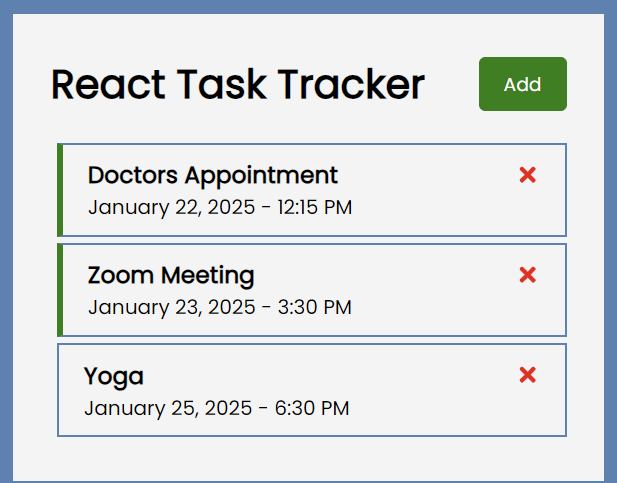 React Task Tracker
Add
Doctors Appointment
January 22, 2025 - 12:15 PM
Zoom Meeting
January 23, 2025 - 3:30 PM
Yoga
January 25, 2025 - 6:30 PM